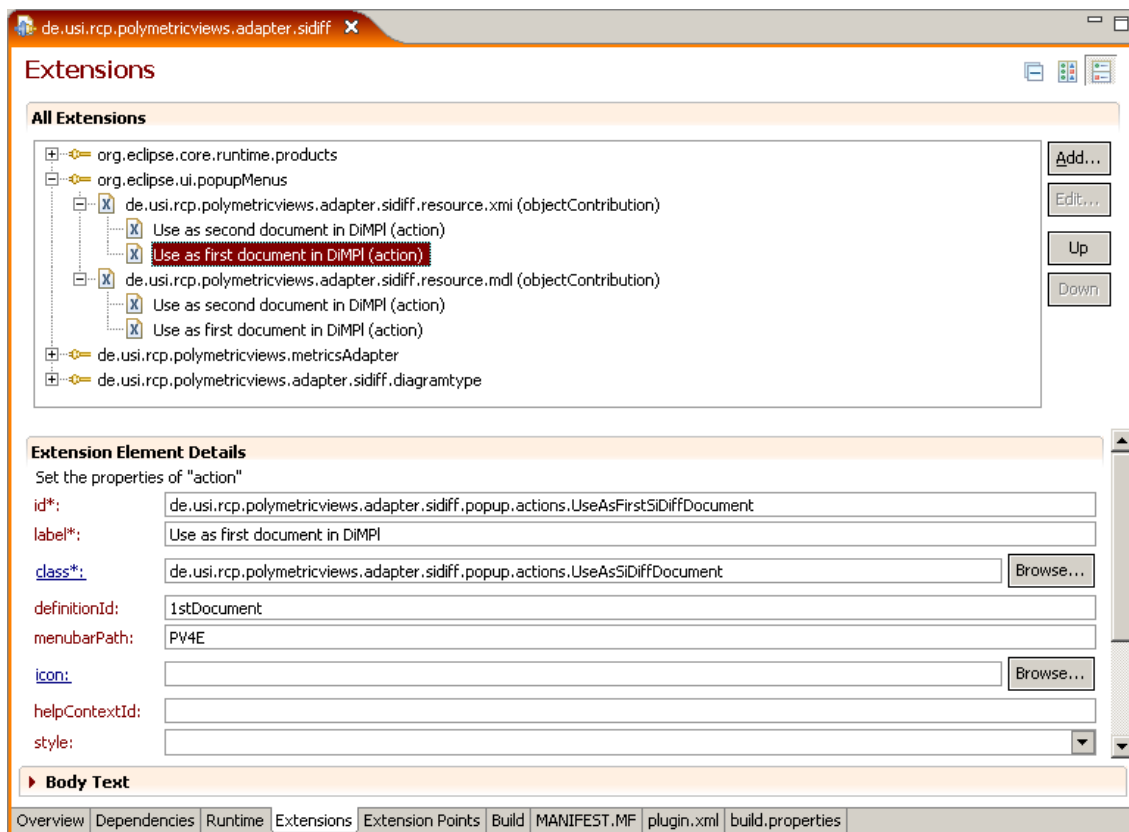 de.usi.rcp.polymetricviews.adapter.sidiff
Extensions
All Extensions
org.eclipse.core.runtime.products
org.eclipse.ui.popupMenus
de.usi.rcp.polymetricviews.adapter.sidiff.resource.xmi (objectContribution)
Use as second document in DiMPl (action)
Use as first document in DiMPl (action)
de.usi.rcp.polymetricviews.adapter.sidiff.resource.mdl (objectContribution)
Use as second document in DiMPl (action)
Use as first document in DiMPl (action)
de.usi.rcp.polymetricviews.metricsAdapter
de.usi.rcp.polymetricviews.adapter.sidiff.diagramtype
Add...
Edit...
Up
Down
Extension Element Details
Set the properties of "action"
id*: de.usi.rcp.polymetricviews.adapter.sidiff.popup.actions.UseAsFirstSiDiffDocument
label*: Use as first document in DiMPl
class*: de.usi.rcp.polymetricviews.adapter.sidiff.popup.actions.UseAsSiDiffDocument Browse...
definitionId: 1stDocument
menubarPath: PV4E
icon: Browse...
helpContextId:
style:
Body Text
Overview Dependencies Runtime Extensions Extension Points Build MANIFEST.MF plugin.xml build.properties